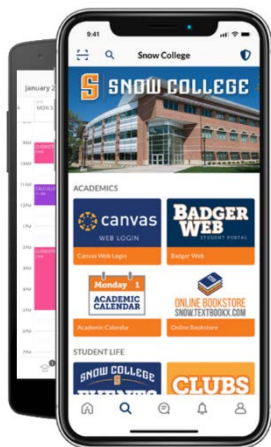 January 2
MON 5
9:41
Snow College
S SNOW COLLEGE
ACADEMICS
canvas
WEB LOGIN
Canvas Web Login
BADGER
WEB
STUDENT PORTAL
Badger Web
Monday 1
ACADEMIC
CALENDAR
Academic Calendar
ONLINE BOOKSTORE
SNOW.TEXTBOOKX.COM
Online Bookstore
STUDENT LIFE
SNOW COLLEGE
CLUBS